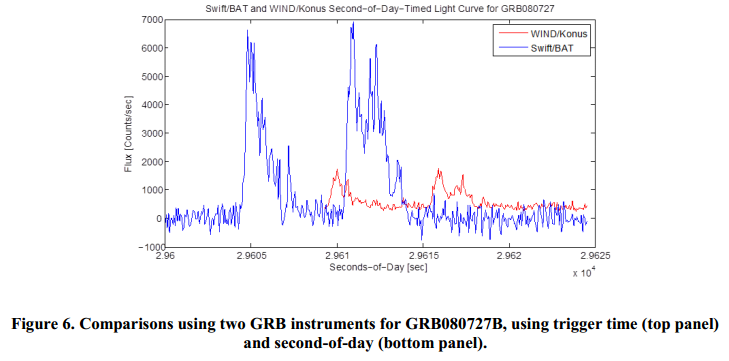 Swift/BAT and WIND/Konus Second-of-Day-Timed Light Curve for GRB080727
7000
6000
5000
4000
3000
2000
1000
0
-1000
Flux [Counts/sec]
WIND/Konus
Swift/BAT
2.96 2.9605 2.961 2.9615 2.962 2.9625
Seconds-of-Day [sec]
x 10⁴
Figure 6. Comparisons using two GRB instruments for GRB080727B, using trigger time (top panel)
and second-of-day (bottom panel).